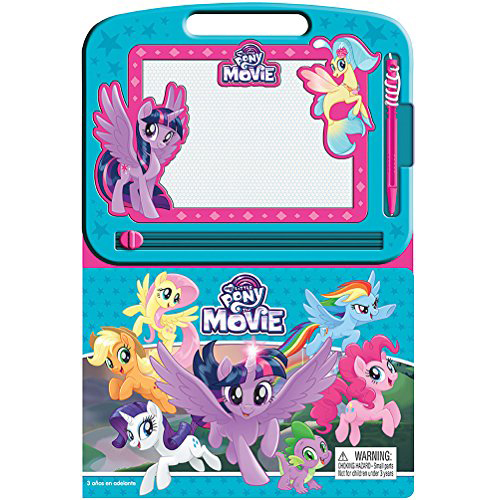 MY LITTLE
PONY
THE
MOVIE
MY LITTLE
PONY
THE
MOVIE
3 años en adelante
WARNING:
CHOKING HAZARD - Small parts
Not for children under 3 years